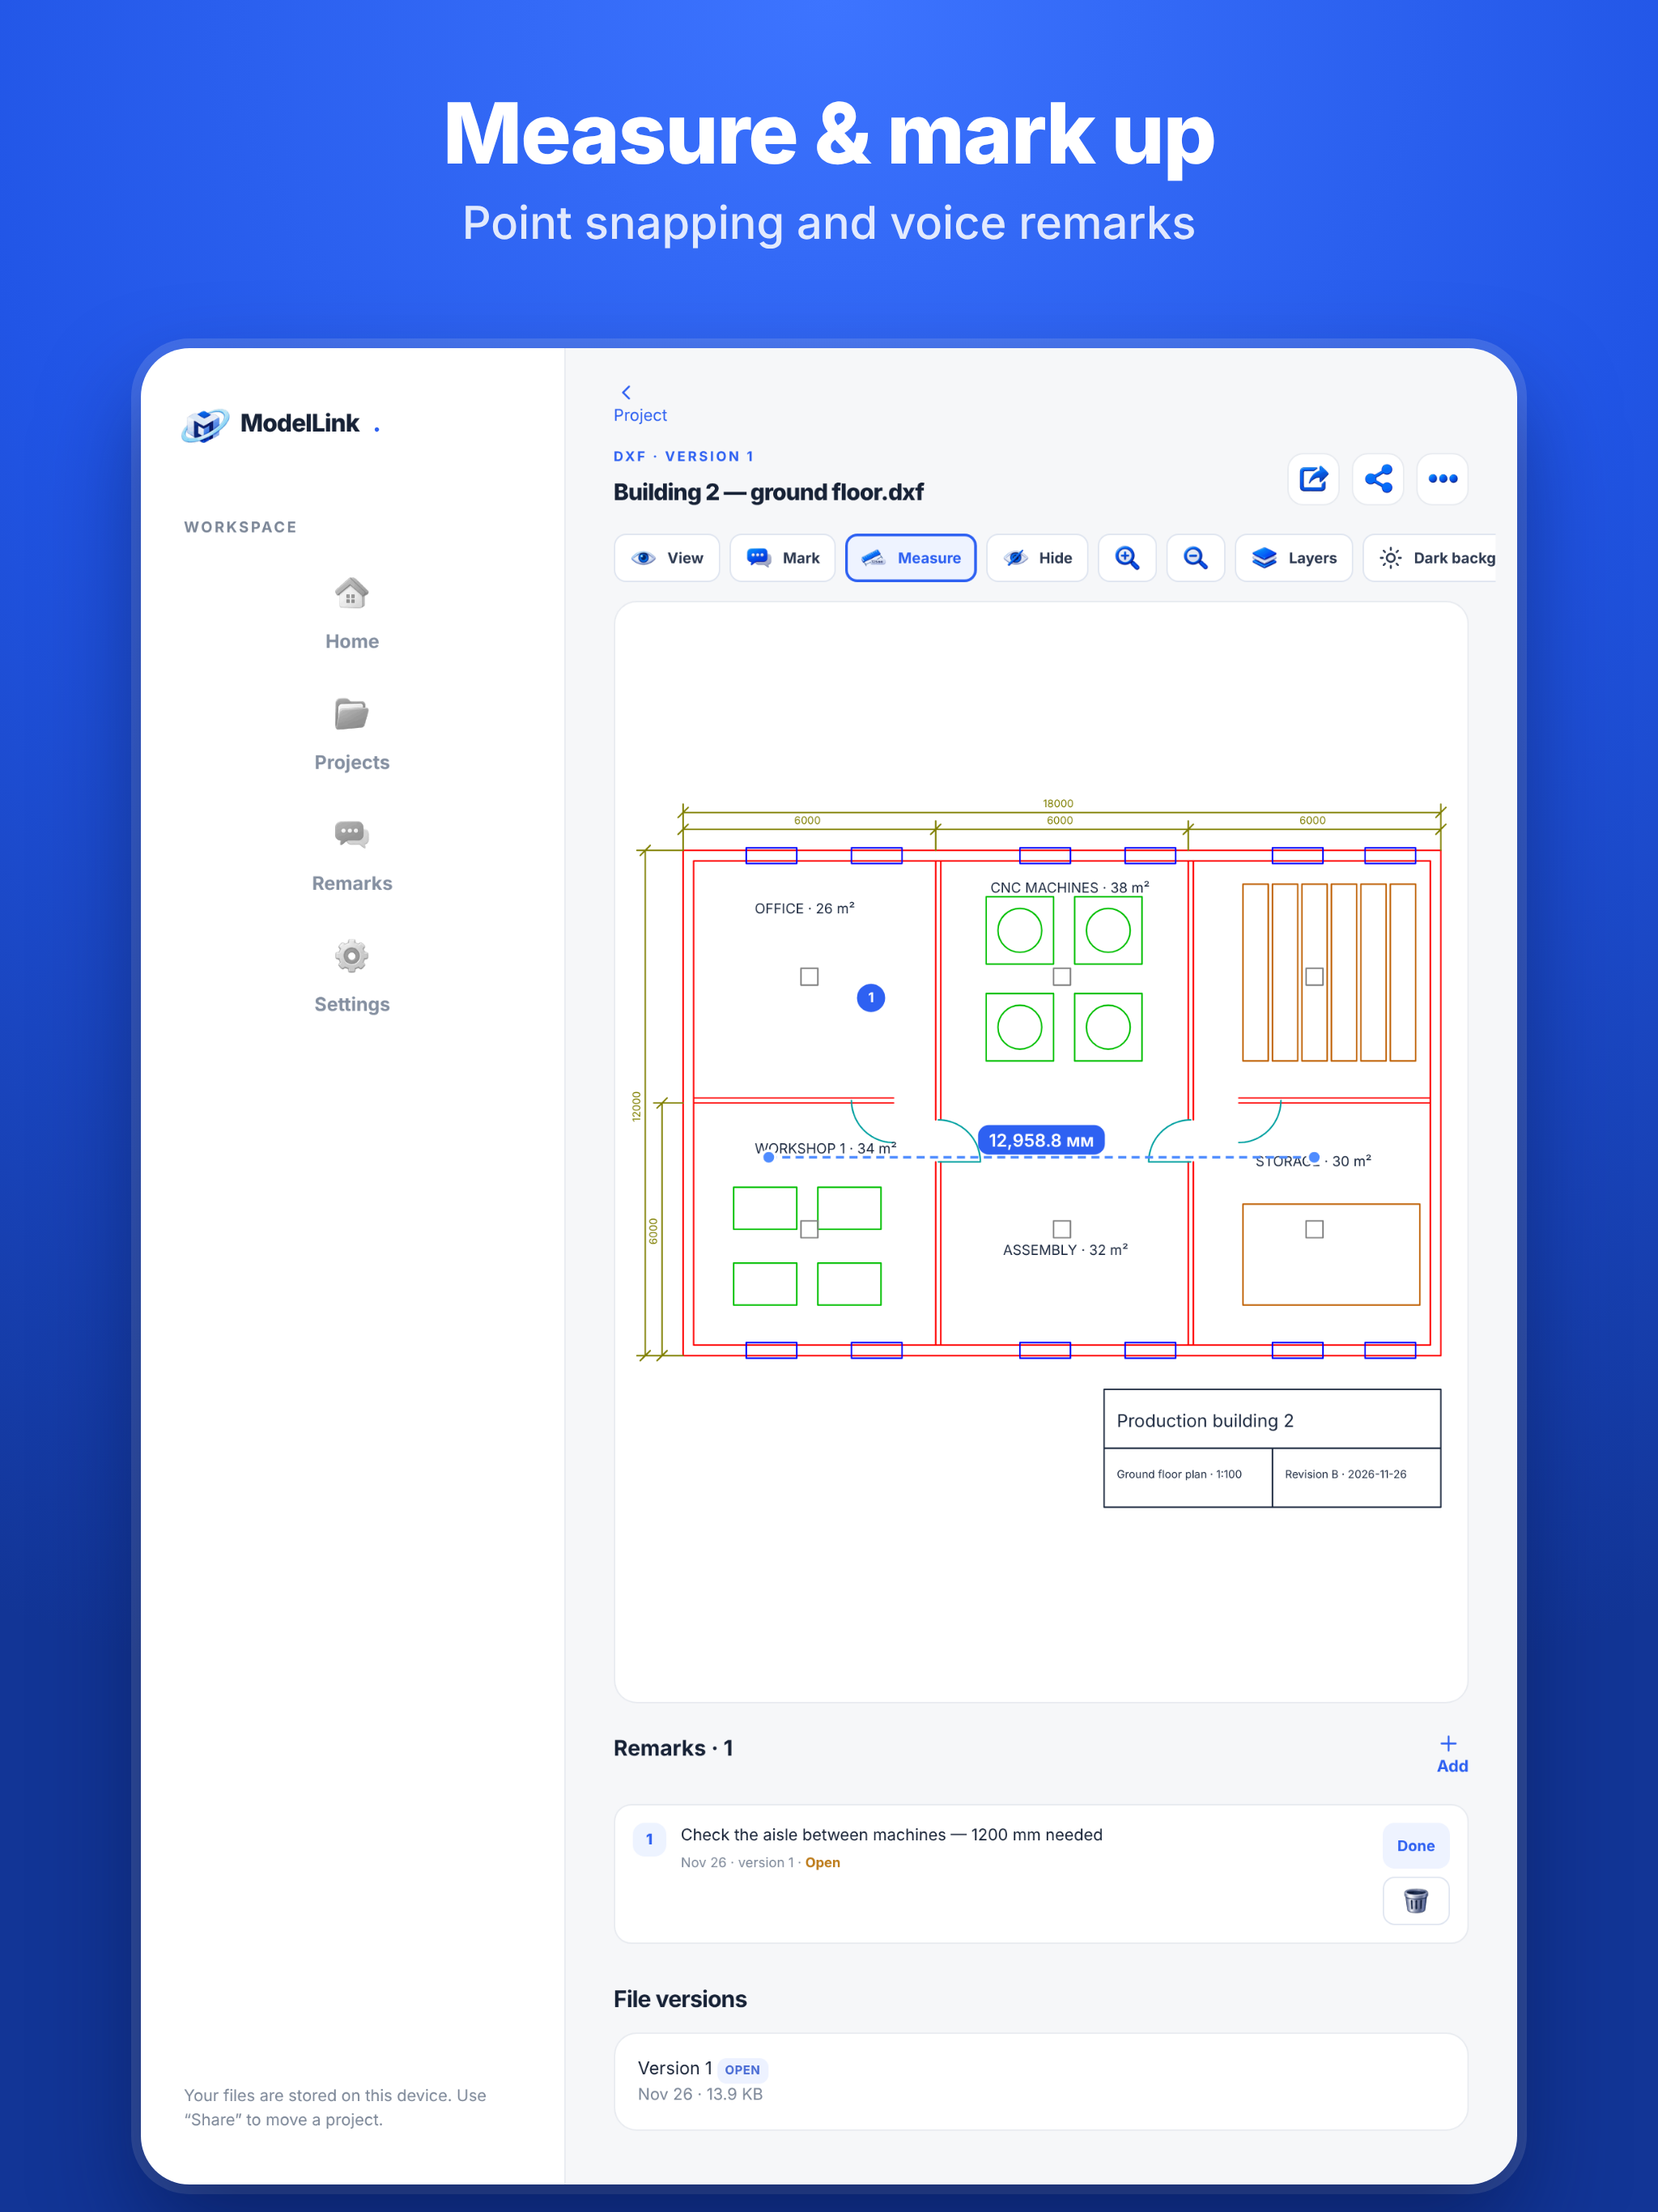 Measure & mark up
Point snapping and voice remarks
ModelLink .
WORKSPACE
Home
Projects
Remarks
Settings
Your files are stored on this device. Use
“Share” to move a project.
Project
DXF · VERSION 1
Building 2 — ground floor.dxf
View
Mark
Measure
Hide
Layers
Dark backg
18000
6000
6000
6000
CNC MACHINES · 38 m²
OFFICE · 26 m²
1
12000
12,958.8 мм
WORKSHOP 1 · 34 m²
STORAGE · 30 m²
6000
ASSEMBLY · 32 m²
Production building 2
Ground floor plan · 1:100
Revision B · 2026-11-26
Remarks · 1
Add
1
Check the aisle between machines — 1200 mm needed
Nov 26 · version 1 · Open
Done
File versions
Version 1 OPEN
Nov 26 · 13.9 KB